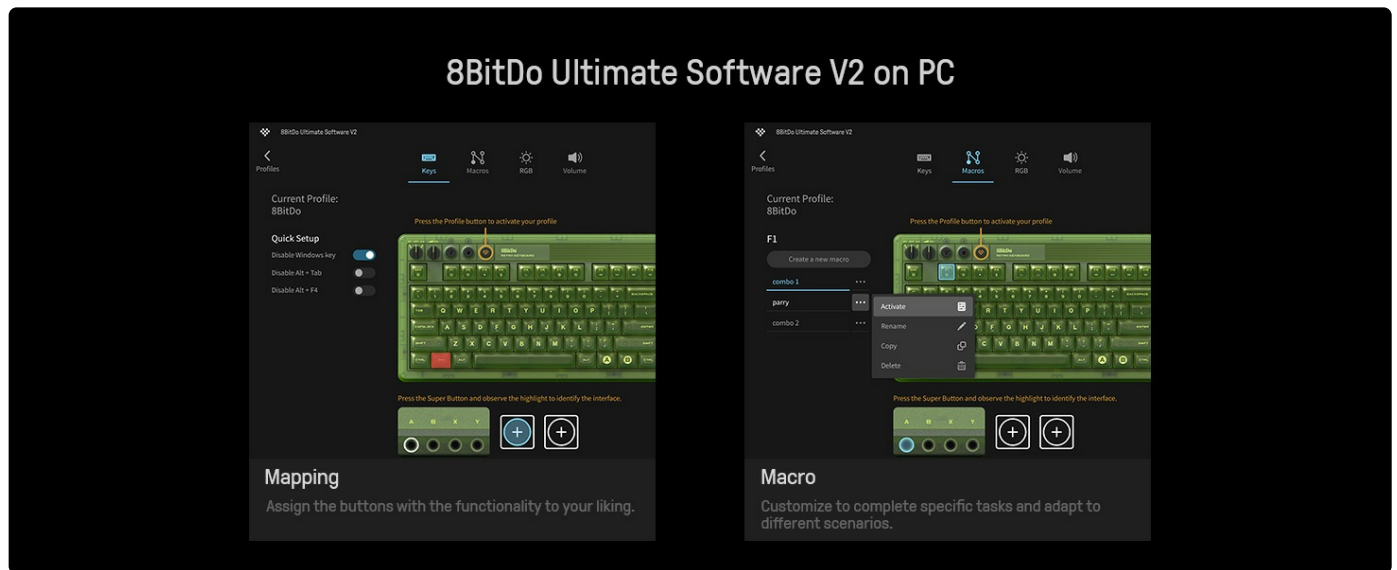 8BitDo Ultimate Software V2 on PC
8BitDo Ultimate Software V2
Profiles
Keys
Macros
RGB
Volume
Current Profile:
8BitDo
Press the Profile button to activate your profile
Quick Setup
Disable Windows key
Disable Alt + Tab
Disable Alt + F4
8BitDo
Q W E R T Y U I O P
A S D F G H J K L
Z X C V B N M
A B
Press the Super Button and observe the highlight to identify the interface.
A B X Y
Mapping
Assign the buttons with the functionality to your liking.
8BitDo Ultimate Software V2
Profiles
Keys
Macros
RGB
Volume
Current Profile:
8BitDo
Press the Profile button to activate your profile
F1
Create a new macro
combo 1
parry
combo 2
Activate
Rename
Copy
Delete
8BitDo
R T Y U I O P
F G H J K L
C V B N M
A B
Press the Super Button and observe the highlight to identify the interface.
A B X Y
Macro
Customize to complete specific tasks and adapt to
different scenarios.